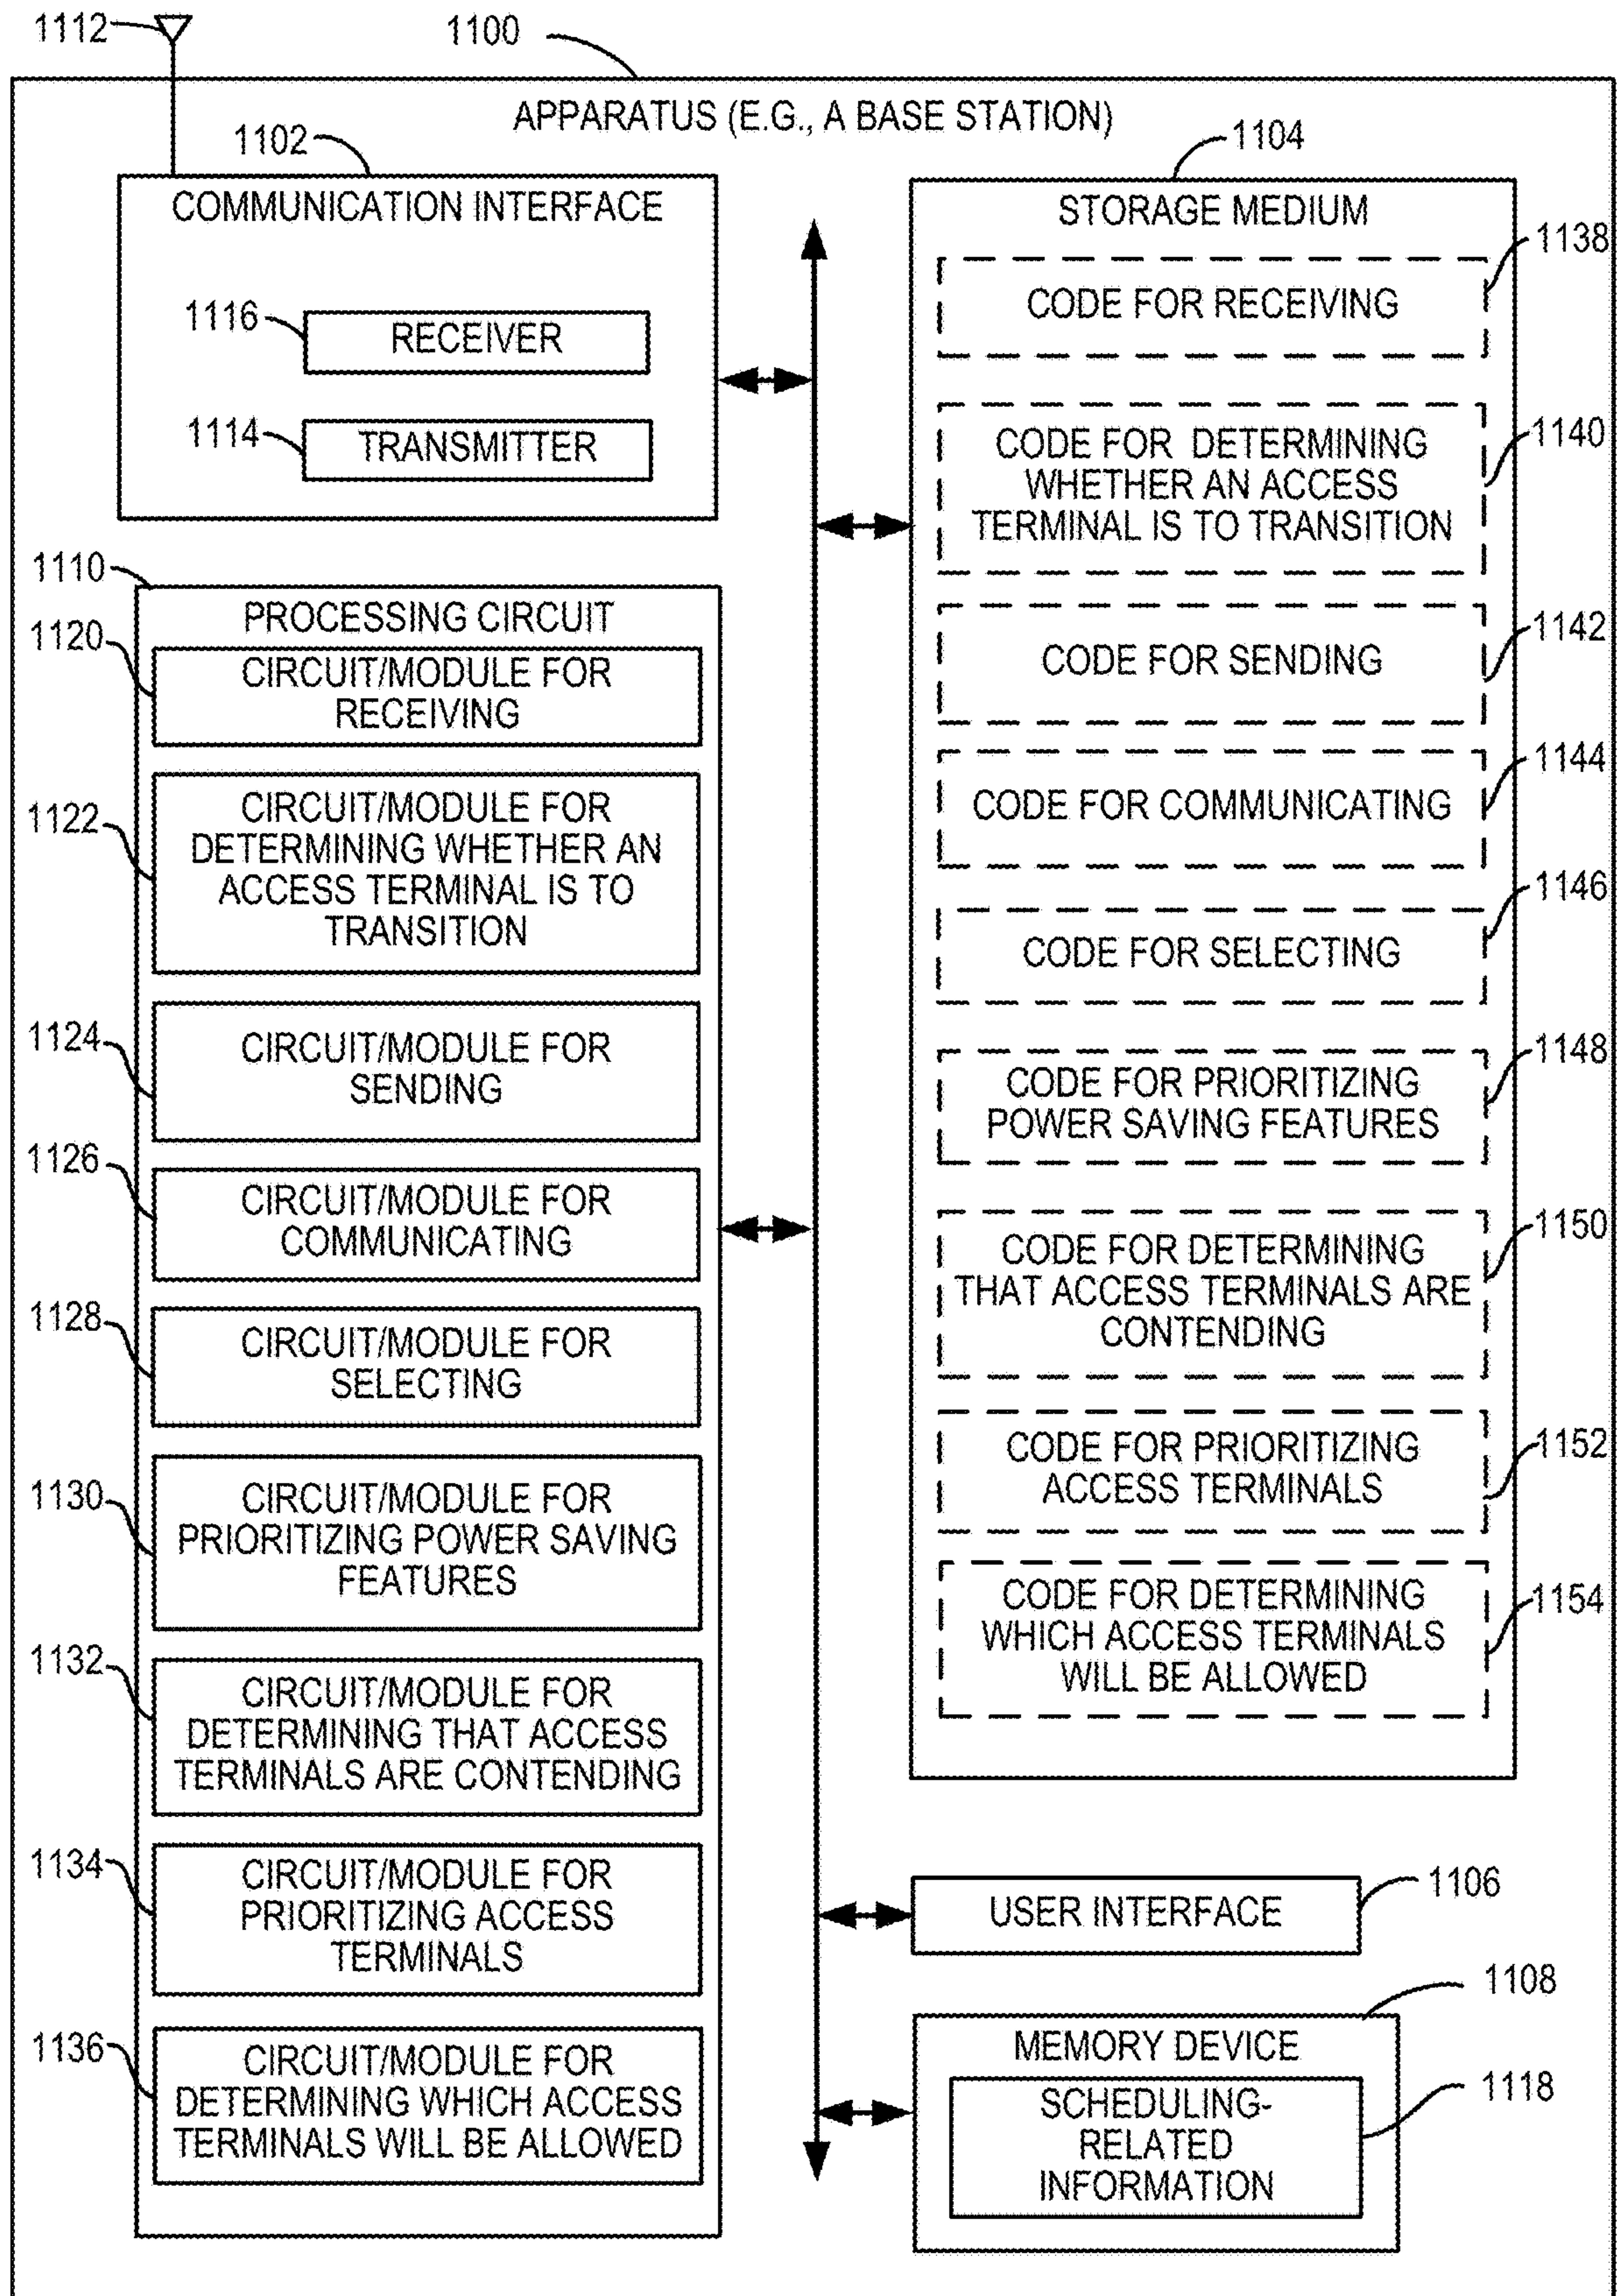 1112
1100
APPARATUS (E.G., A BASE STATION)
1102
COMMUNICATION INTERFACE
1116
RECEIVER
1114
TRANSMITTER
1110
PROCESSING CIRCUIT
1120
CIRCUIT/MODULE FOR
RECEIVING
1122
CIRCUIT/MODULE FOR
DETERMINING WHETHER AN
ACCESS TERMINAL IS TO
TRANSITION
1124
CIRCUIT/MODULE FOR
SENDING
1126
CIRCUIT/MODULE FOR
COMMUNICATING
1128
CIRCUIT/MODULE FOR
SELECTING
1130
CIRCUIT/MODULE FOR
PRIORITIZING POWER SAVING
FEATURES
1132
CIRCUIT/MODULE FOR
DETERMINING THAT ACCESS
TERMINALS ARE CONTENDING
1134
CIRCUIT/MODULE FOR
PRIORITIZING ACCESS
TERMINALS
1136
CIRCUIT/MODULE FOR
DETERMINING WHICH ACCESS
TERMINALS WILL BE ALLOWED
1104
STORAGE MEDIUM
1138
CODE FOR RECEIVING
1140
CODE FOR DETERMINING
WHETHER AN ACCESS
TERMINAL IS TO TRANSITION
1142
CODE FOR SENDING
1144
CODE FOR COMMUNICATING
1146
CODE FOR SELECTING
1148
CODE FOR PRIORITIZING
POWER SAVING FEATURES
1150
CODE FOR DETERMINING
THAT ACCESS TERMINALS ARE
CONTENDING
1152
CODE FOR PRIORITIZING
ACCESS TERMINALS
1154
CODE FOR DETERMINING
WHICH ACCESS TERMINALS
WILL BE ALLOWED
1106
USER INTERFACE
1108
MEMORY DEVICE
1118
SCHEDULING-
RELATED
INFORMATION